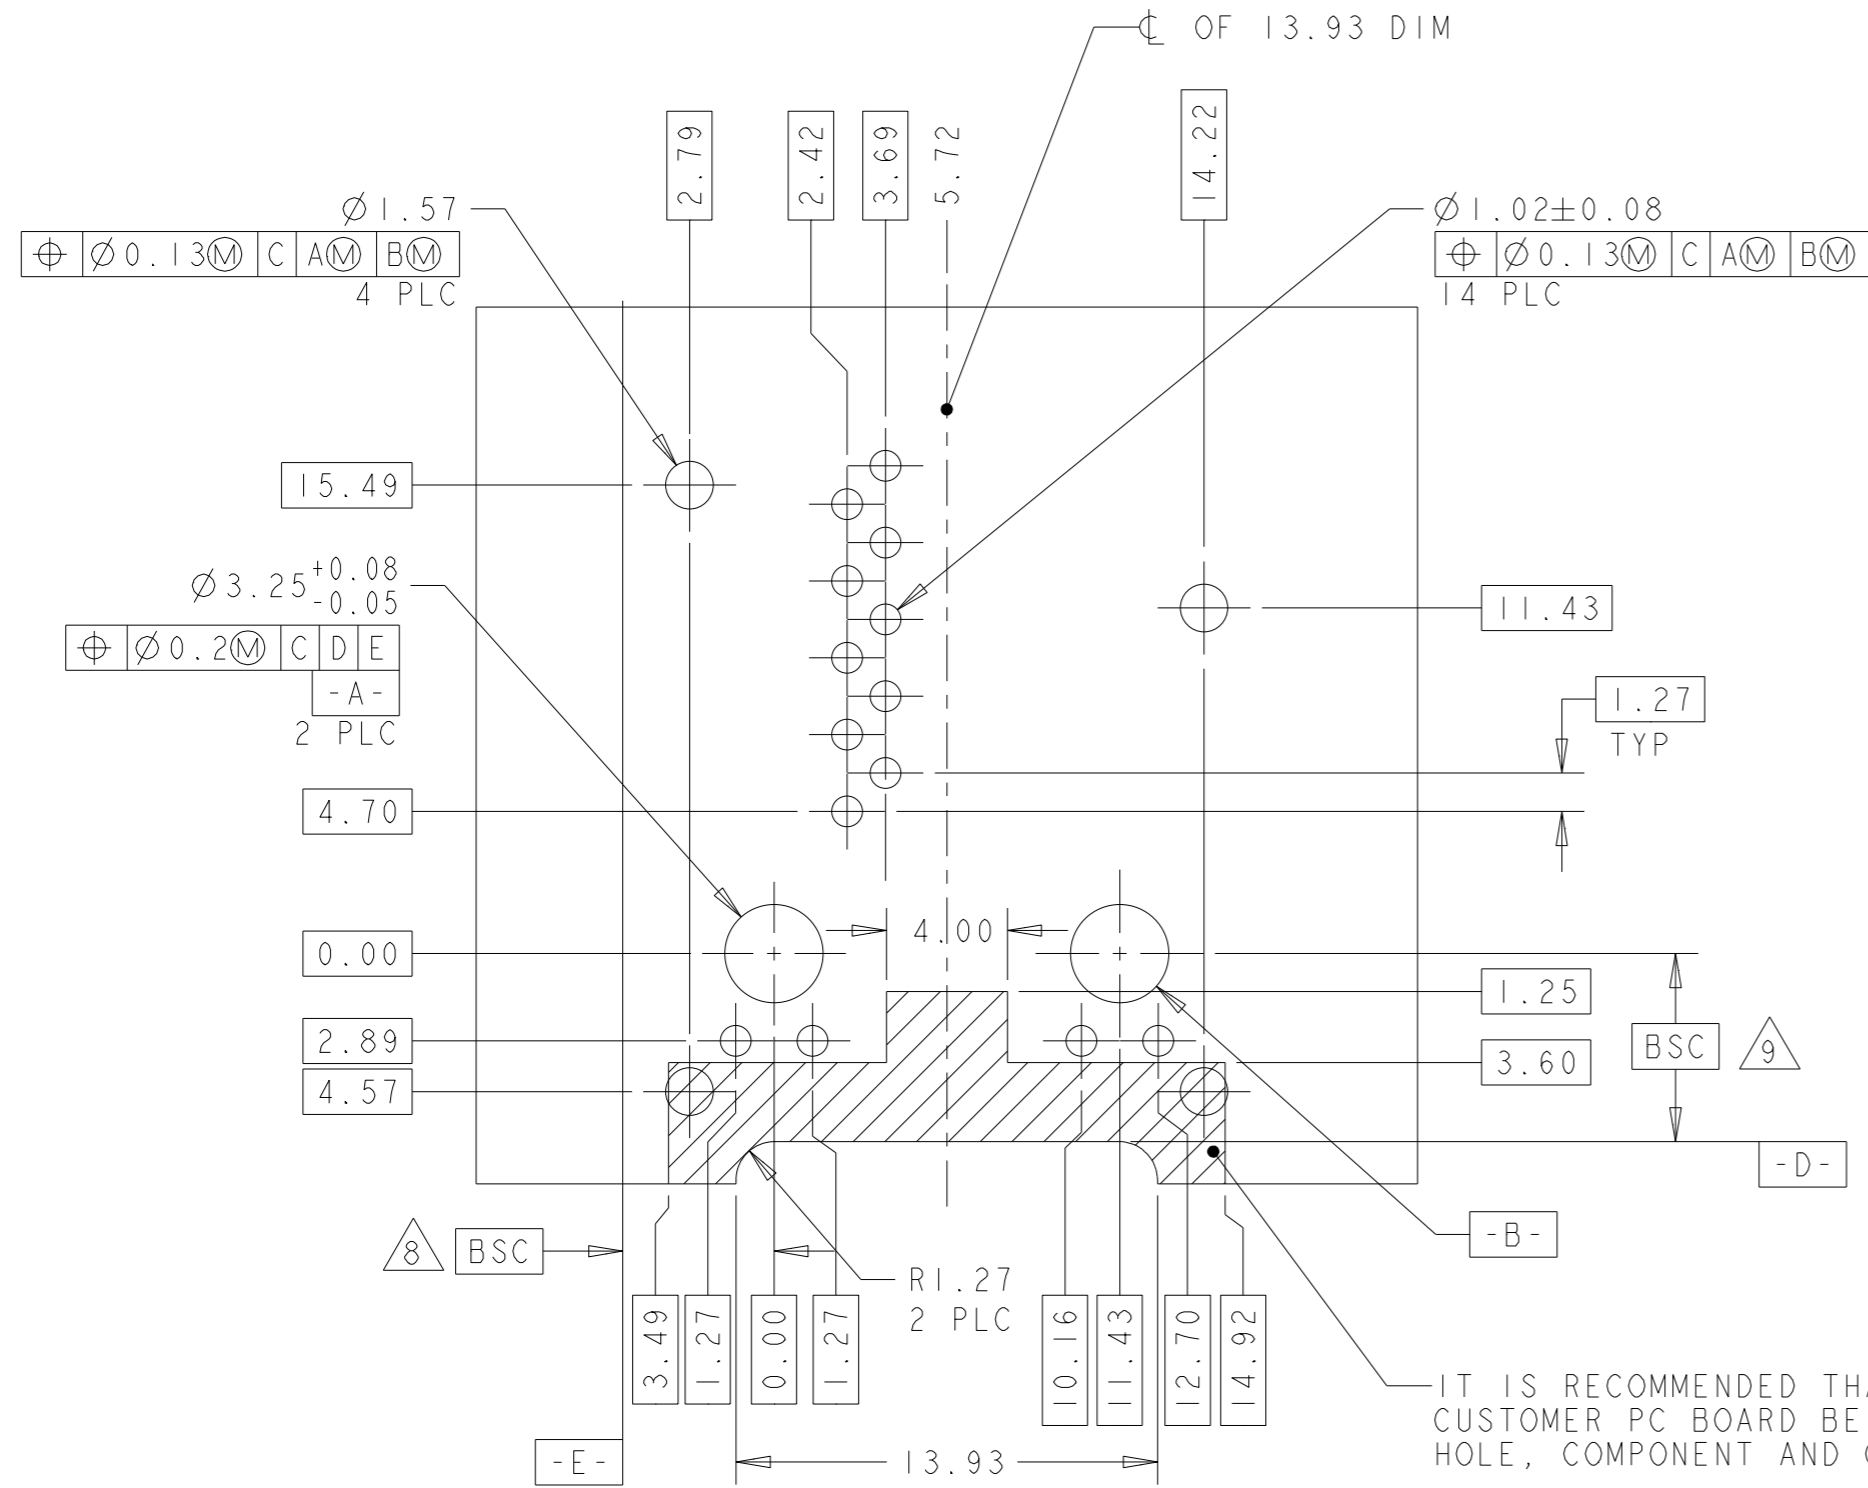 ℄ OF 13.93 DIM
2.79
2.42
3.69
5.72
14.22
Ø1.57
⌖ Ø0.13Ⓜ C AⓂ BⓂ
4 PLC
Ø1.02±0.08
⌖ Ø0.13Ⓜ C AⓂ BⓂ
14 PLC
15.49
Ø3.25 +0.08
-0.05
⌖ Ø0.2Ⓜ C D E
-A-
2 PLC
11.43
1.27
TYP
4.70
0.00
4.00
1.25
2.89
BSC 9
3.60
4.57
-D-
8 BSC
-B-
R1.27
2 PLC
3.49
1.27
0.00
1.27
10.16
11.43
12.70
14.92
IT IS RECOMMENDED
CUSTOMER PC BOARD BE
HOLE, COMPONENT AND
-E-
13.93